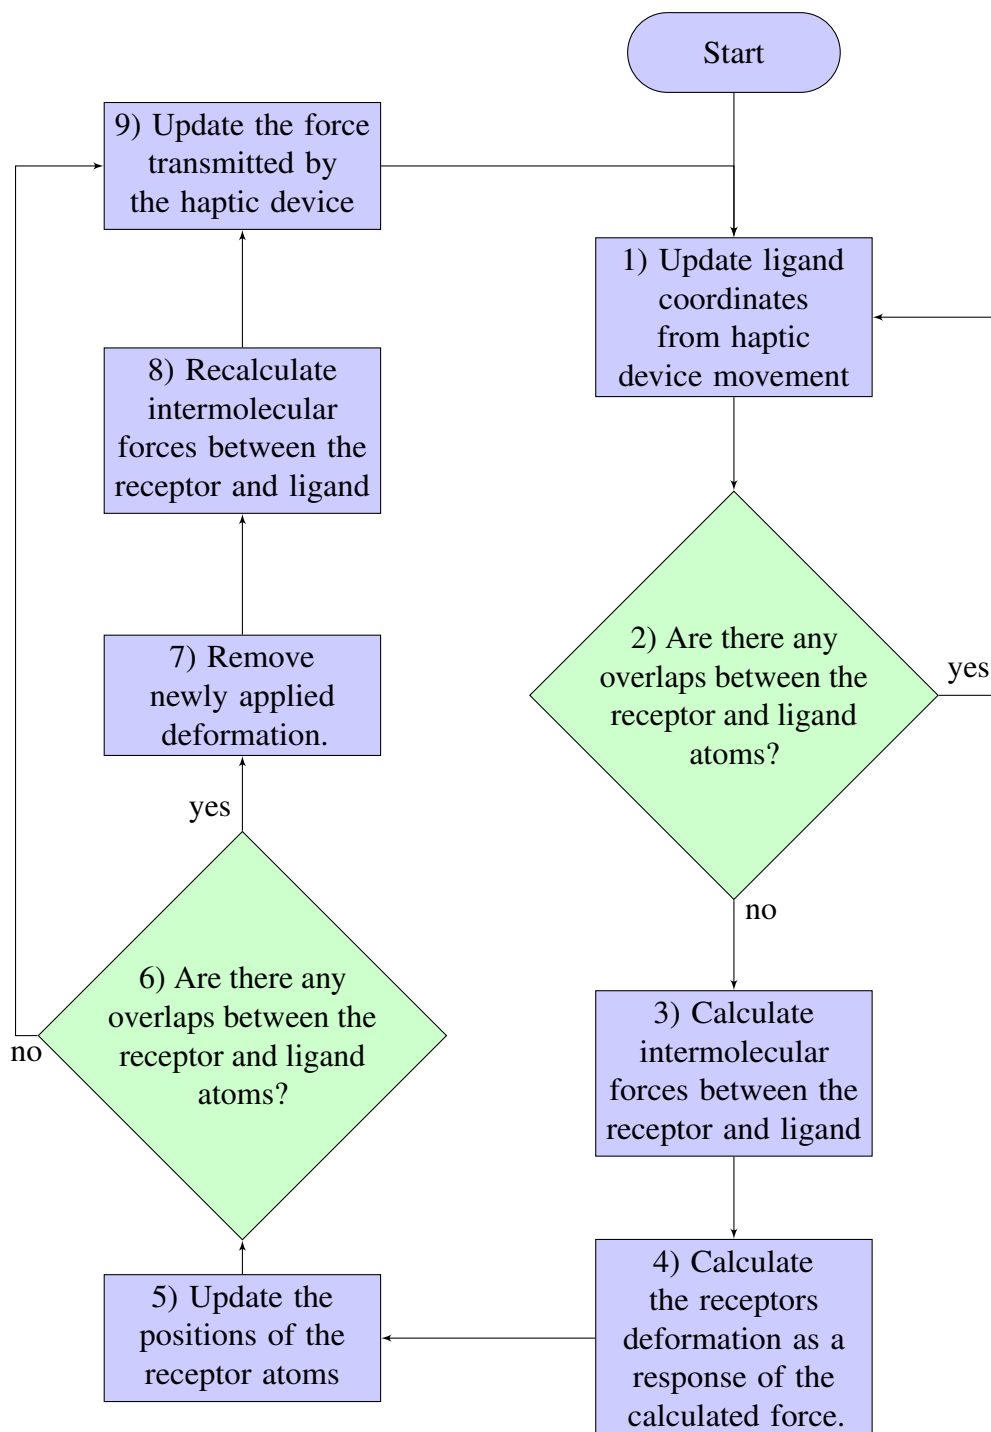 Start
9) Update the force
transmitted by
the haptic device
1) Update ligand
coordinates
from haptic
device movement
8) Recalculate
intermolecular
forces between the
receptor and ligand
2) Are there any
overlaps between the
receptor and ligand
atoms?
yes
7) Remove
newly applied
deformation.
yes
no
6) Are there any
overlaps between the
receptor and ligand
atoms?
no
3) Calculate
intermolecular
forces between the
receptor and ligand
5) Update the
positions of the
receptor atoms
4) Calculate
the receptors
deformation as a
response of the
calculated force.